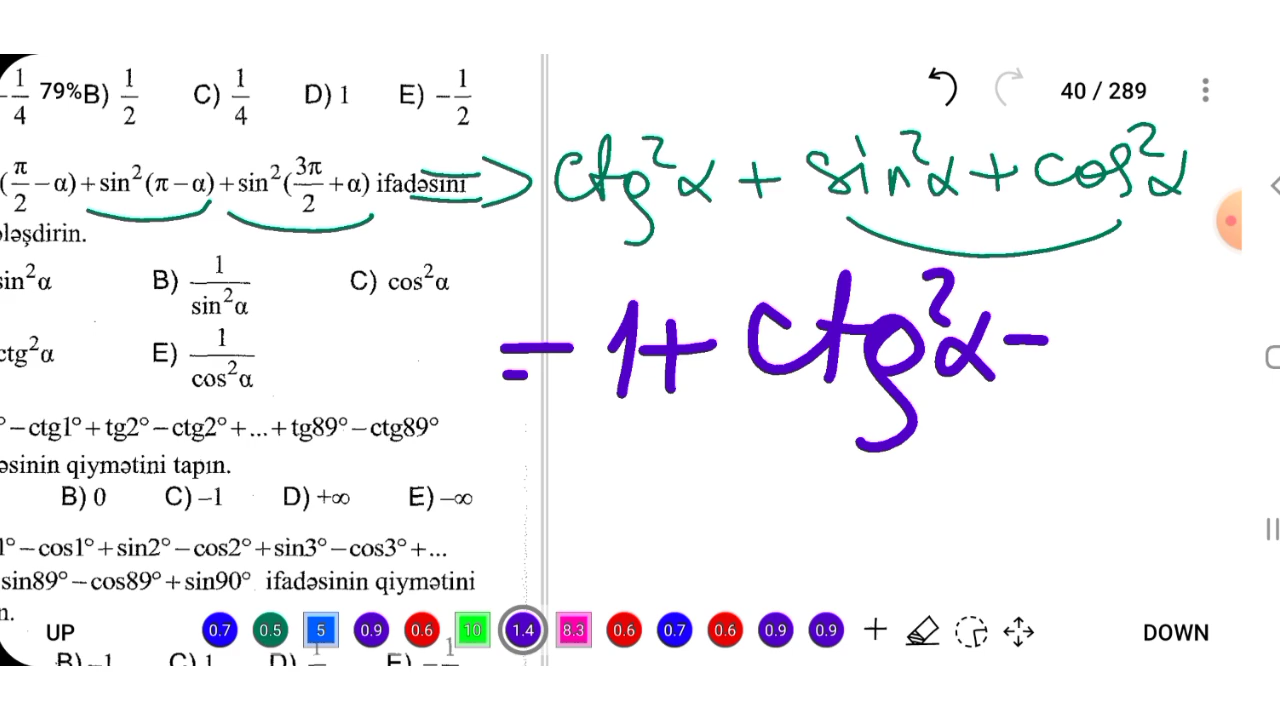 -1/4 79% B) 1/2 C) 1/4 D) 1 E) -1/2 40 / 289
(π/2 − α) + sin²(π − α) + sin²(3π/2 + α) ifadəsini => ctg²α + sin²α + cos²α
ləşdirin.
sin²α B) 1/sin²α C) cos²α
= 1 + ctg²α −
ctg²α E) 1/cos²α
° − ctg1° + tg2° − ctg2° + ... + tg89° − ctg89°
əsinin qiymətini tapın.
B) 0 C) −1 D) +∞ E) −∞
1° − cos1° + sin2° − cos2° + sin3° − cos3° + ...
sin89° − cos89° + sin90° ifadəsinin qiymətini
n.
UP 0.7 0.5 5 0.9 0.6 10 1.4 8.3 0.6 0.7 0.6 0.9 0.9 DOWN
B) −1 C) 1